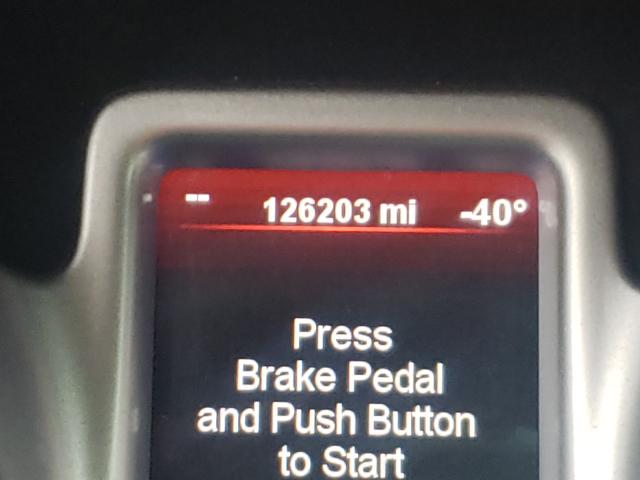 -- 126203 mi -40°
Press
Brake Pedal
and Push Button
to Start